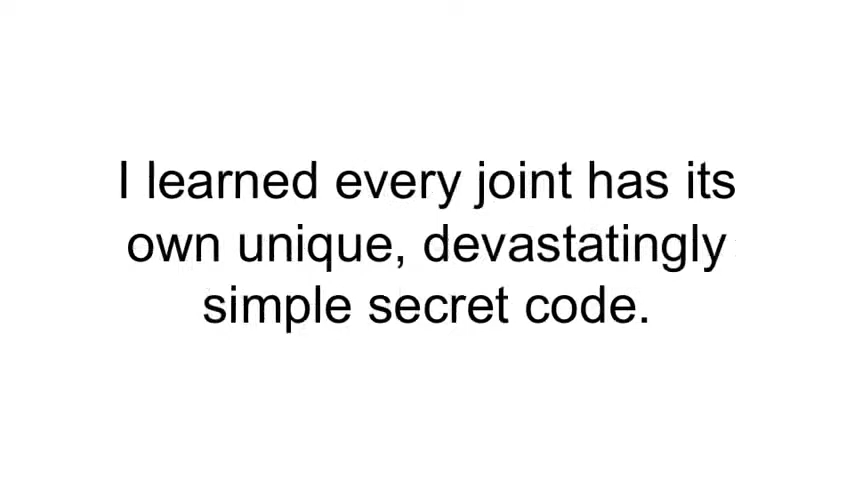 I learned every joint has its
own unique, devastatingly
simple secret code.